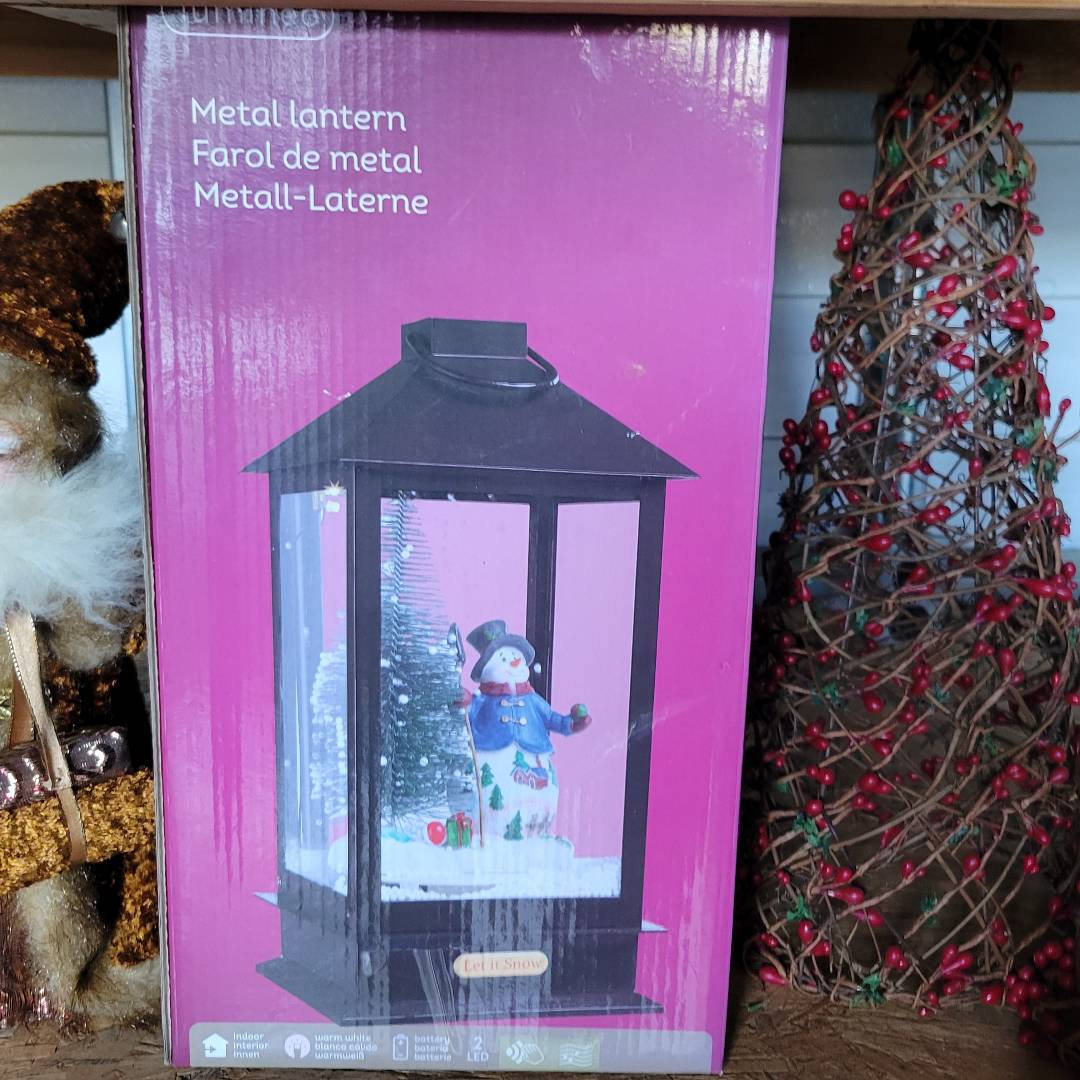 Lumineo
Metal lantern
Farol de metal
Metall-Laterne
Let it Snow
indoor
interior
innen
warm white
blanco cálido
warmweiß
battery
batería
batterie
2
LED